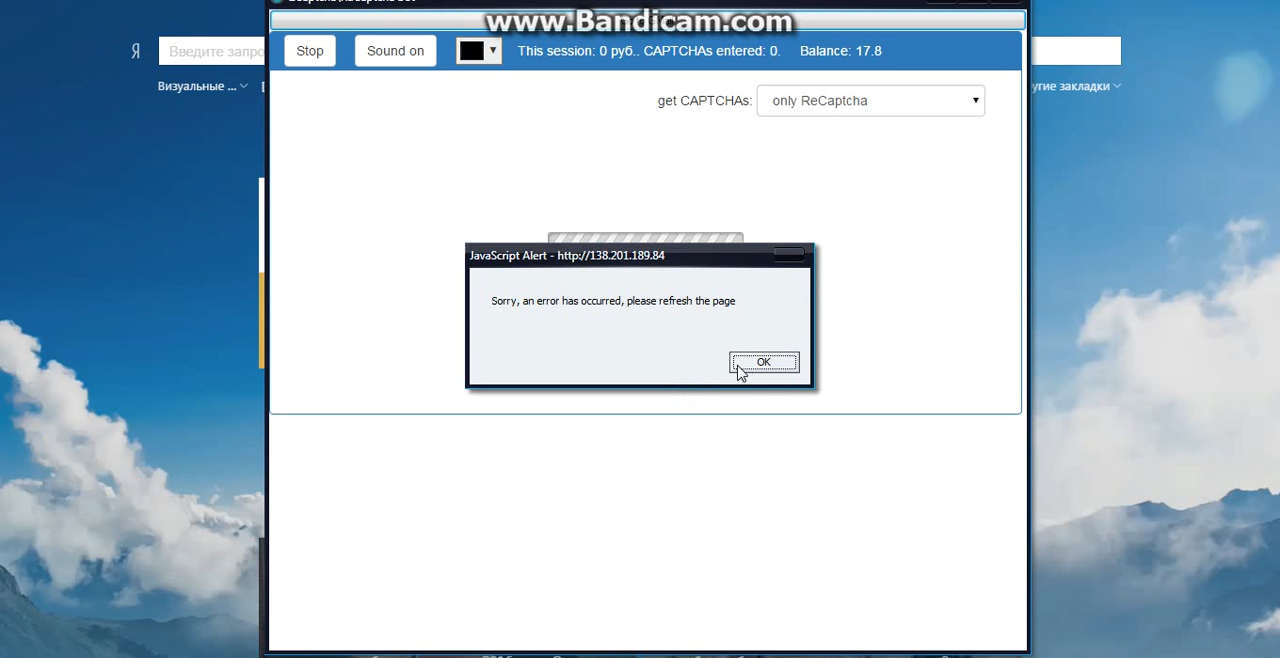 www.Bandicam.com
Я
Введите запро
Stop
Sound on
This session: 0 руб.. CAPTCHAs entered: 0.
Balance: 17.8
Визуальные ...
угие закладки
get CAPTCHAs:
only ReCaptcha
JavaScript Alert - http://138.201.189.84
Sorry, an error has occurred, please refresh the page
OK